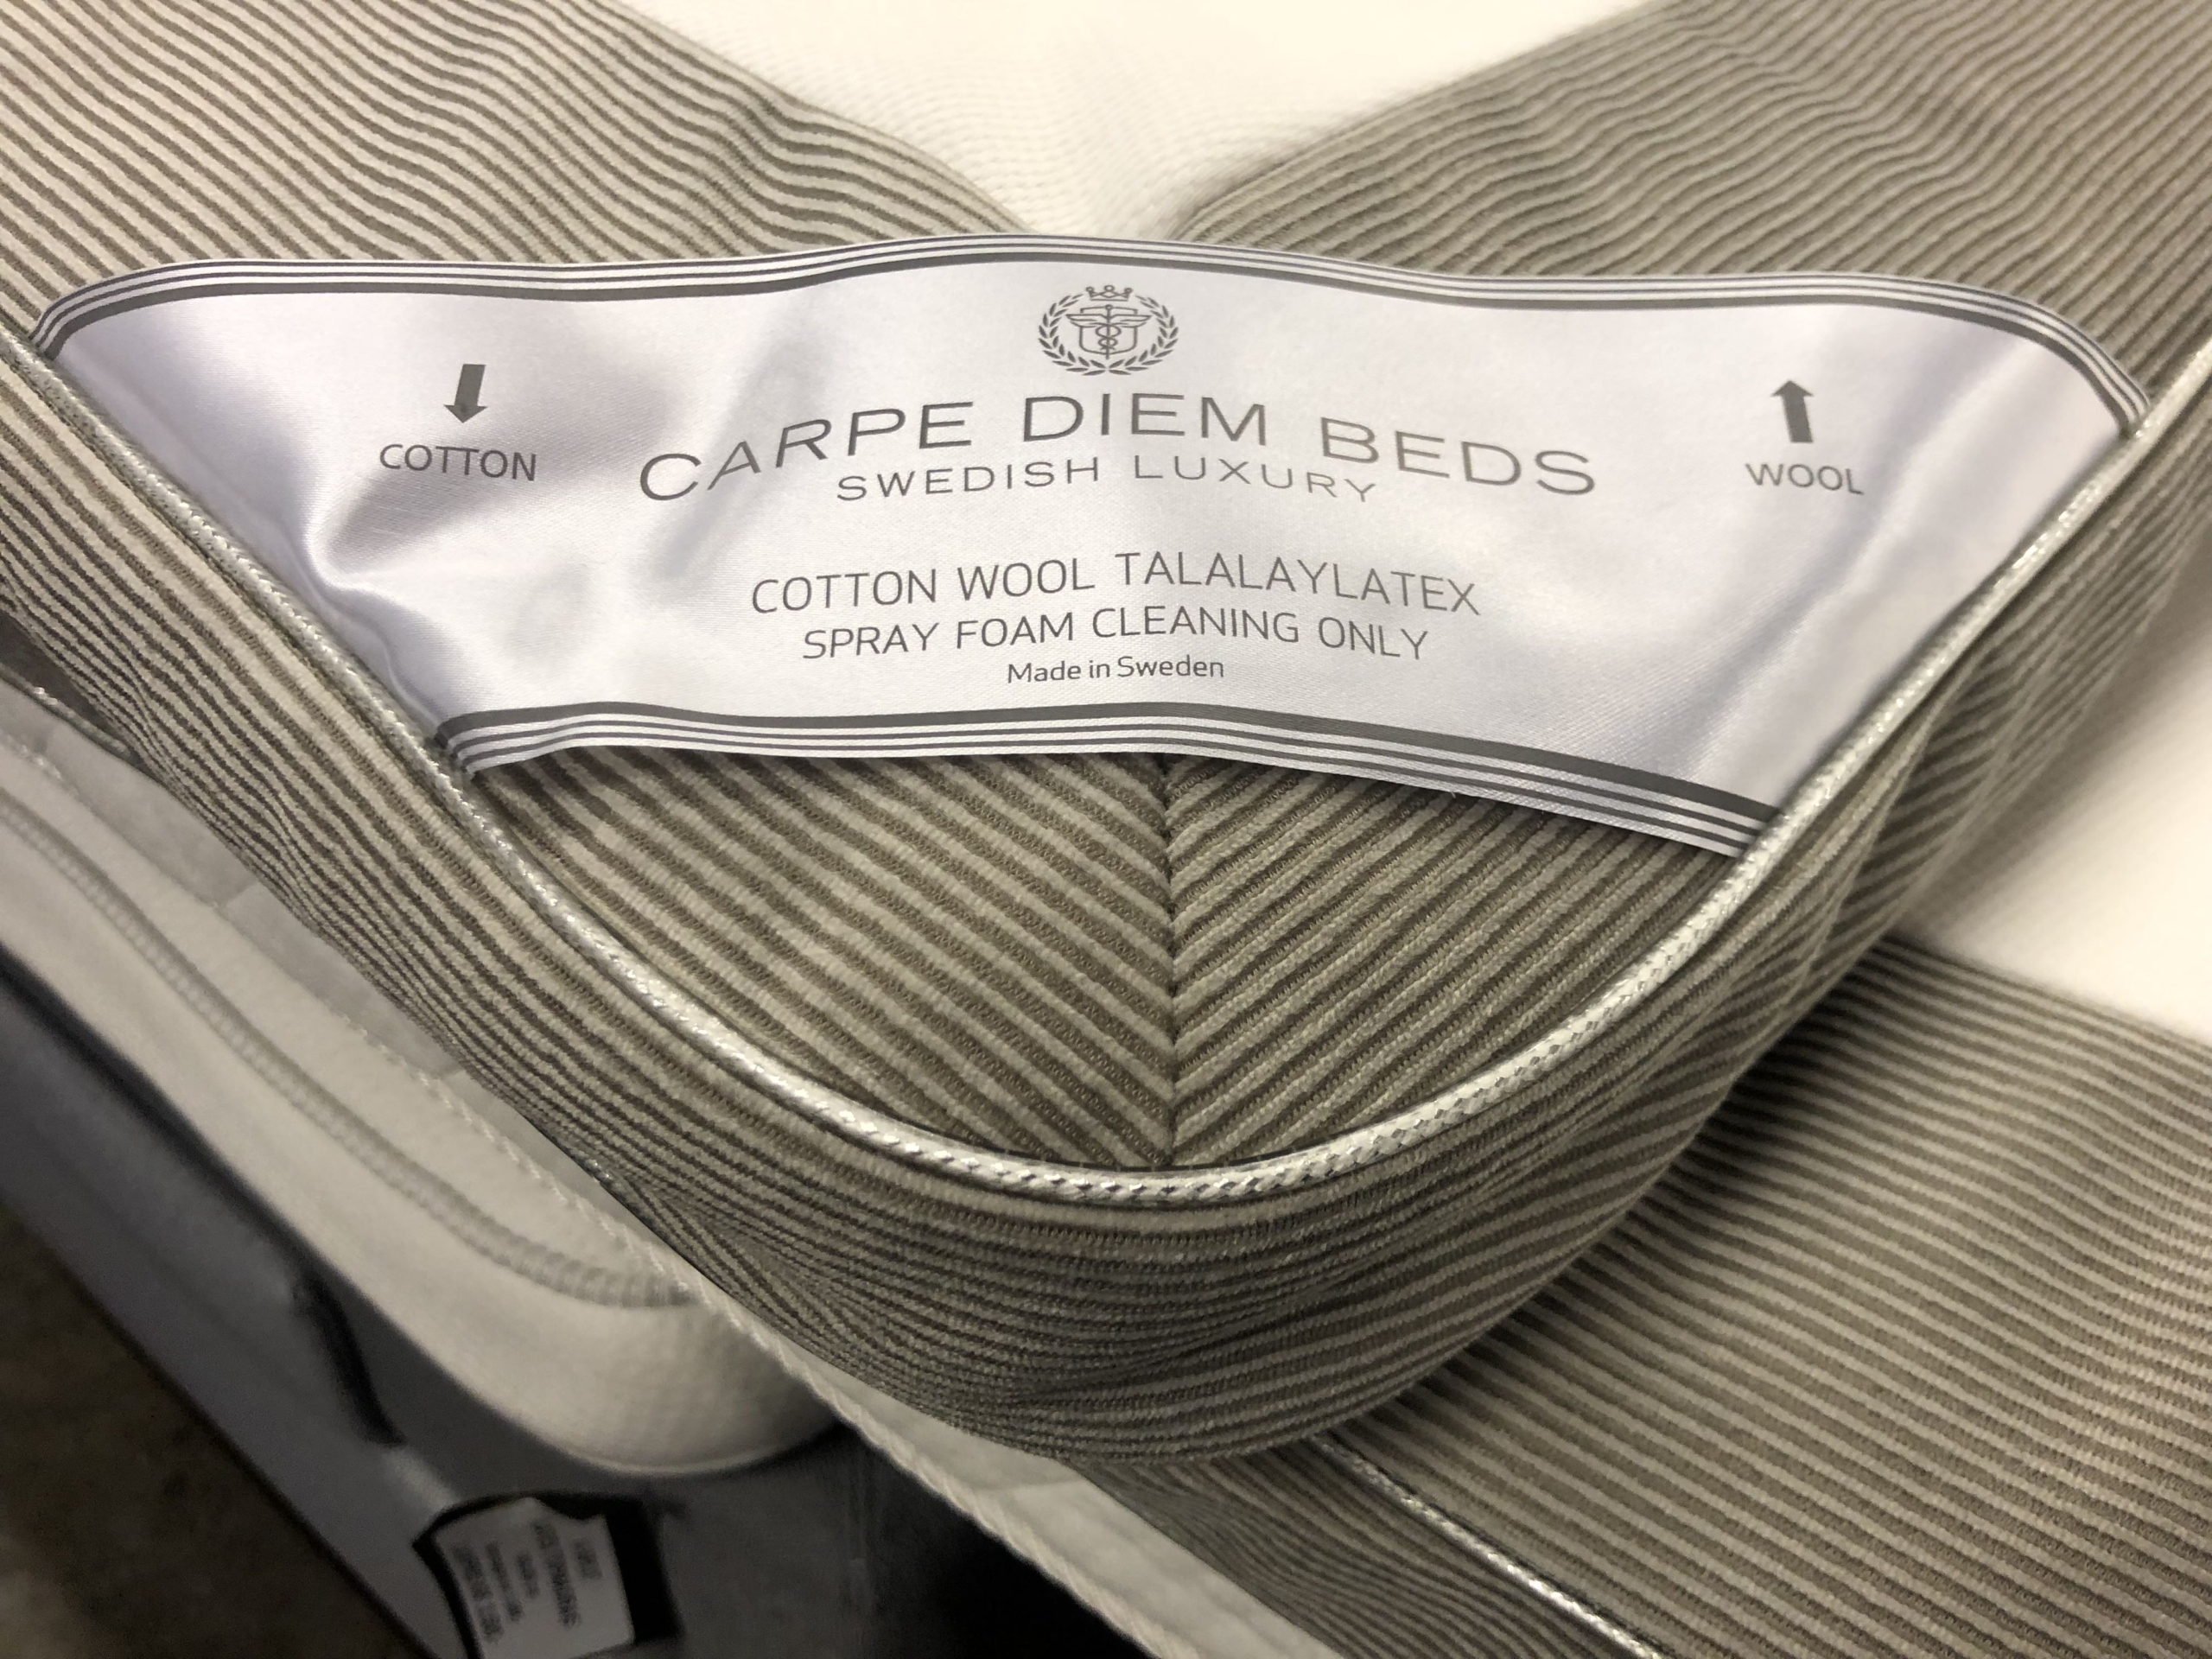 COTTON
CARPE DIEM BEDS
SWEDISH LUXURY
WOOL
COTTON WOOL TALALAYLATEX
SPRAY FOAM CLEANING ONLY
Made in Sweden